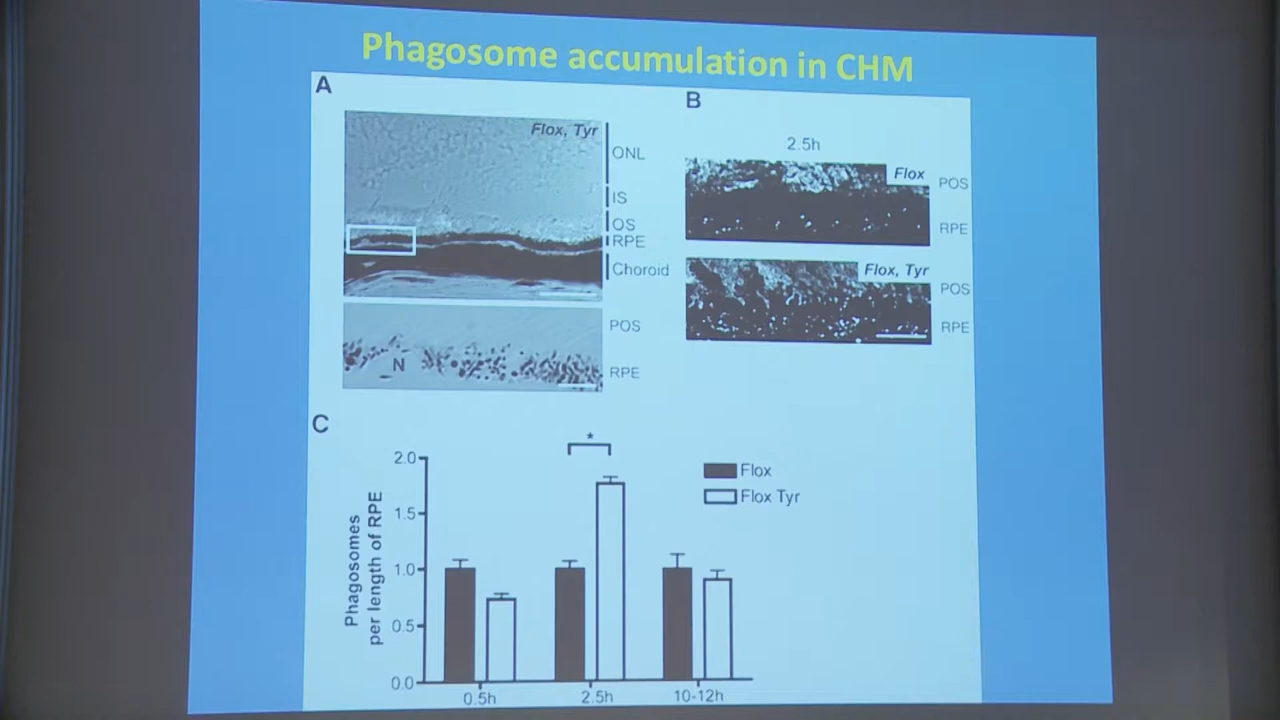 Phagosome accumulation in CHM
A
Flox, Tyr
ONL
IS
OS
RPE
Choroid
POS
N
RPE
B
2.5h
Flox
POS
RPE
Flox, Tyr
POS
RPE
C
*
2.0
1.5
1.0
0.5
0.0
Phagosomes
per length of RPE
Flox
Flox Tyr
0.5h
2.5h
10-12h